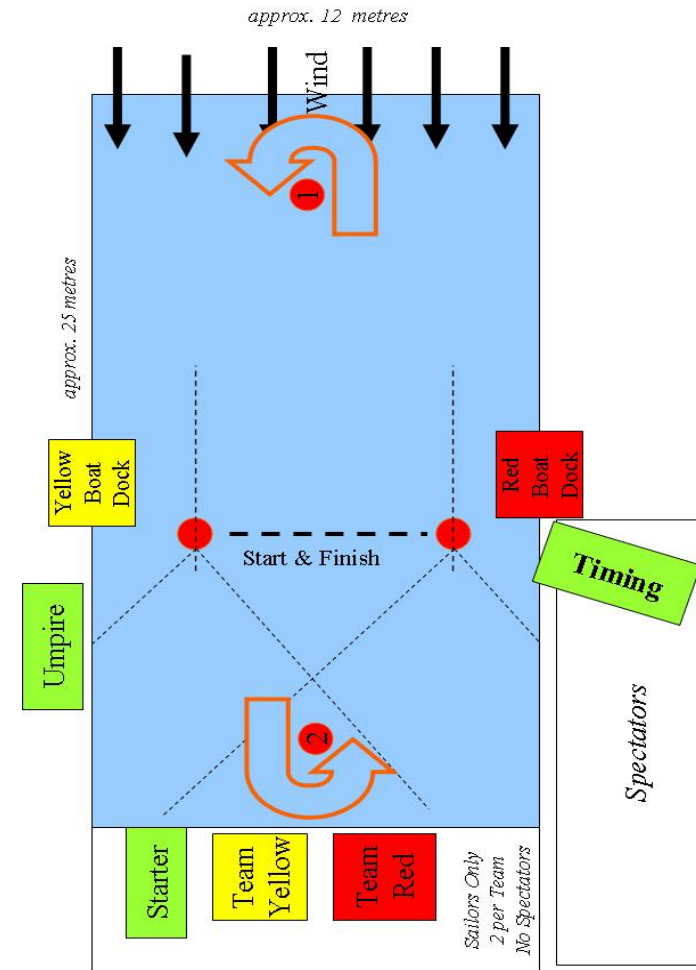 approx. 12 metres
Wind
1
approx. 25 metres
Yellow
Boat
Dock
Red
Boat
Dock
Start & Finish
Timing
Umpire
Spectators
2
Starter
Team
Yellow
Team
Red
Sailors Only
2 per Team
No Spectators